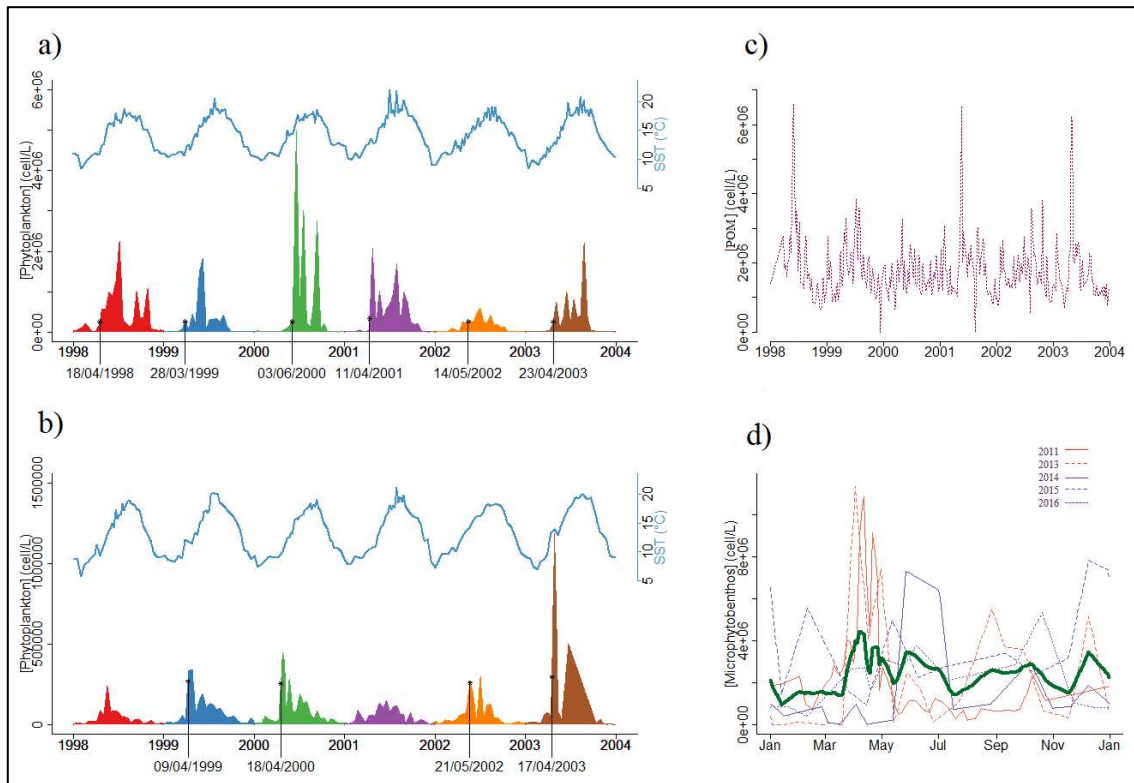 a)
[Phytoplankton] (cell/L)
0e+00 2e+06 4e+06 6e+06
SST (°C)
5 10 15 20
1998 1999 2000 2001 2002 2003 2004
18/04/1998 28/03/1999 03/06/2000 11/04/2001 14/05/2002 23/04/2003
b)
[Phytoplankton] (cell/L)
0 500000 1000000 1500000
SST (°C)
5 10 15 20
1998 1999 2000 2001 2002 2003 2004
09/04/1999 18/04/2000 21/05/2002 17/04/2003
c)
[POM] (cell/L)
0e+00 2e+06 4e+06 6e+06
1998 1999 2000 2001 2002 2003 2004
d)
2011
2013
2014
2015
2016
[Microphytobenthos] (cell/L)
0e+00 4e+06 8e+06
Jan Mar May Jul Sep Nov Jan